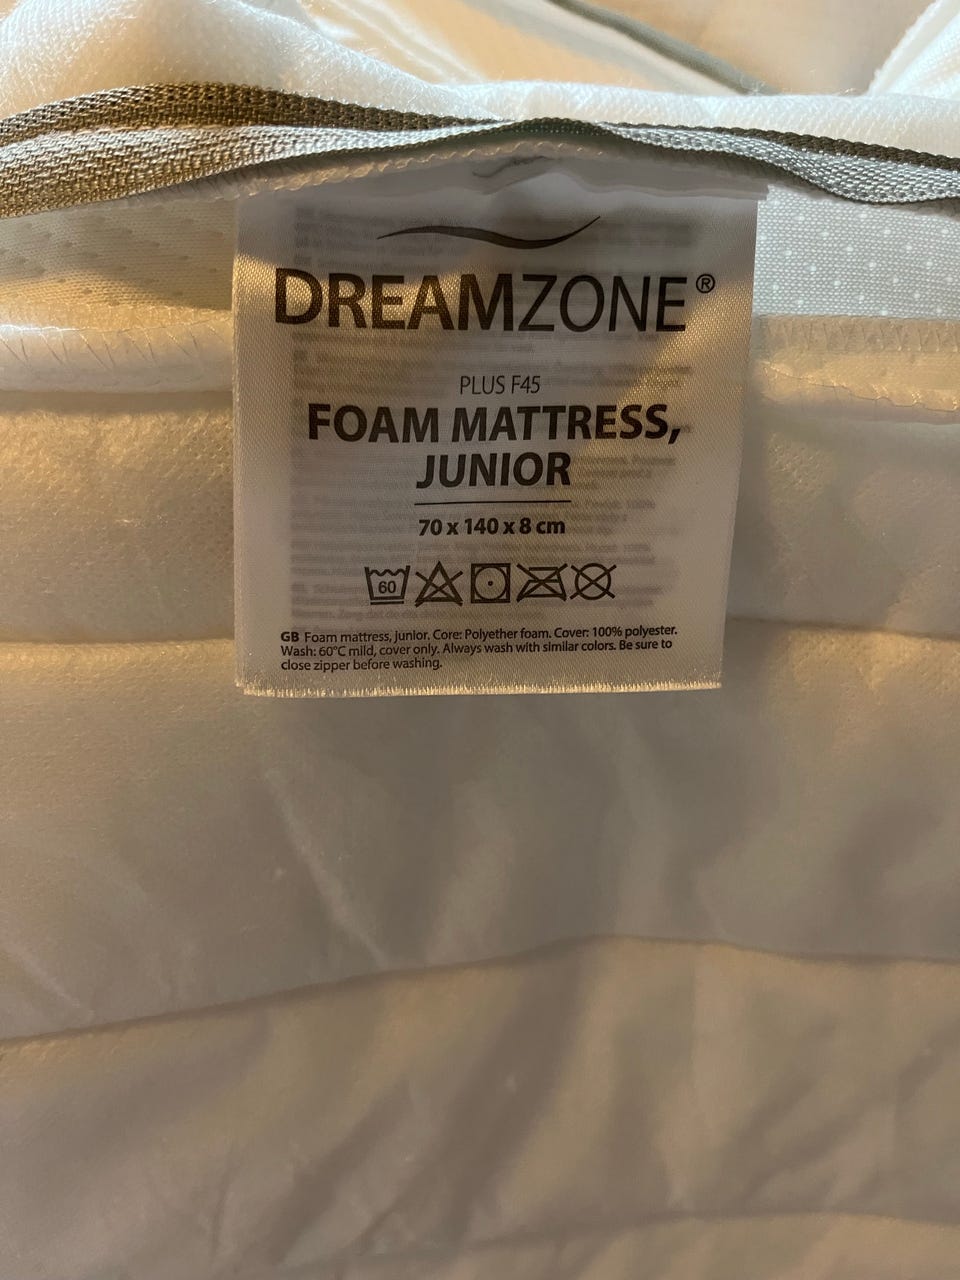 DREAMZONE®
PLUS F45
FOAM MATTRESS,
JUNIOR
70 x 140 x 8 cm
60
GB Foam mattress, junior. Core: Polyether foam. Cover: 100% polyester.
Wash: 60°C mild, cover only. Always wash with similar colors. Be sure to
close zipper before washing.